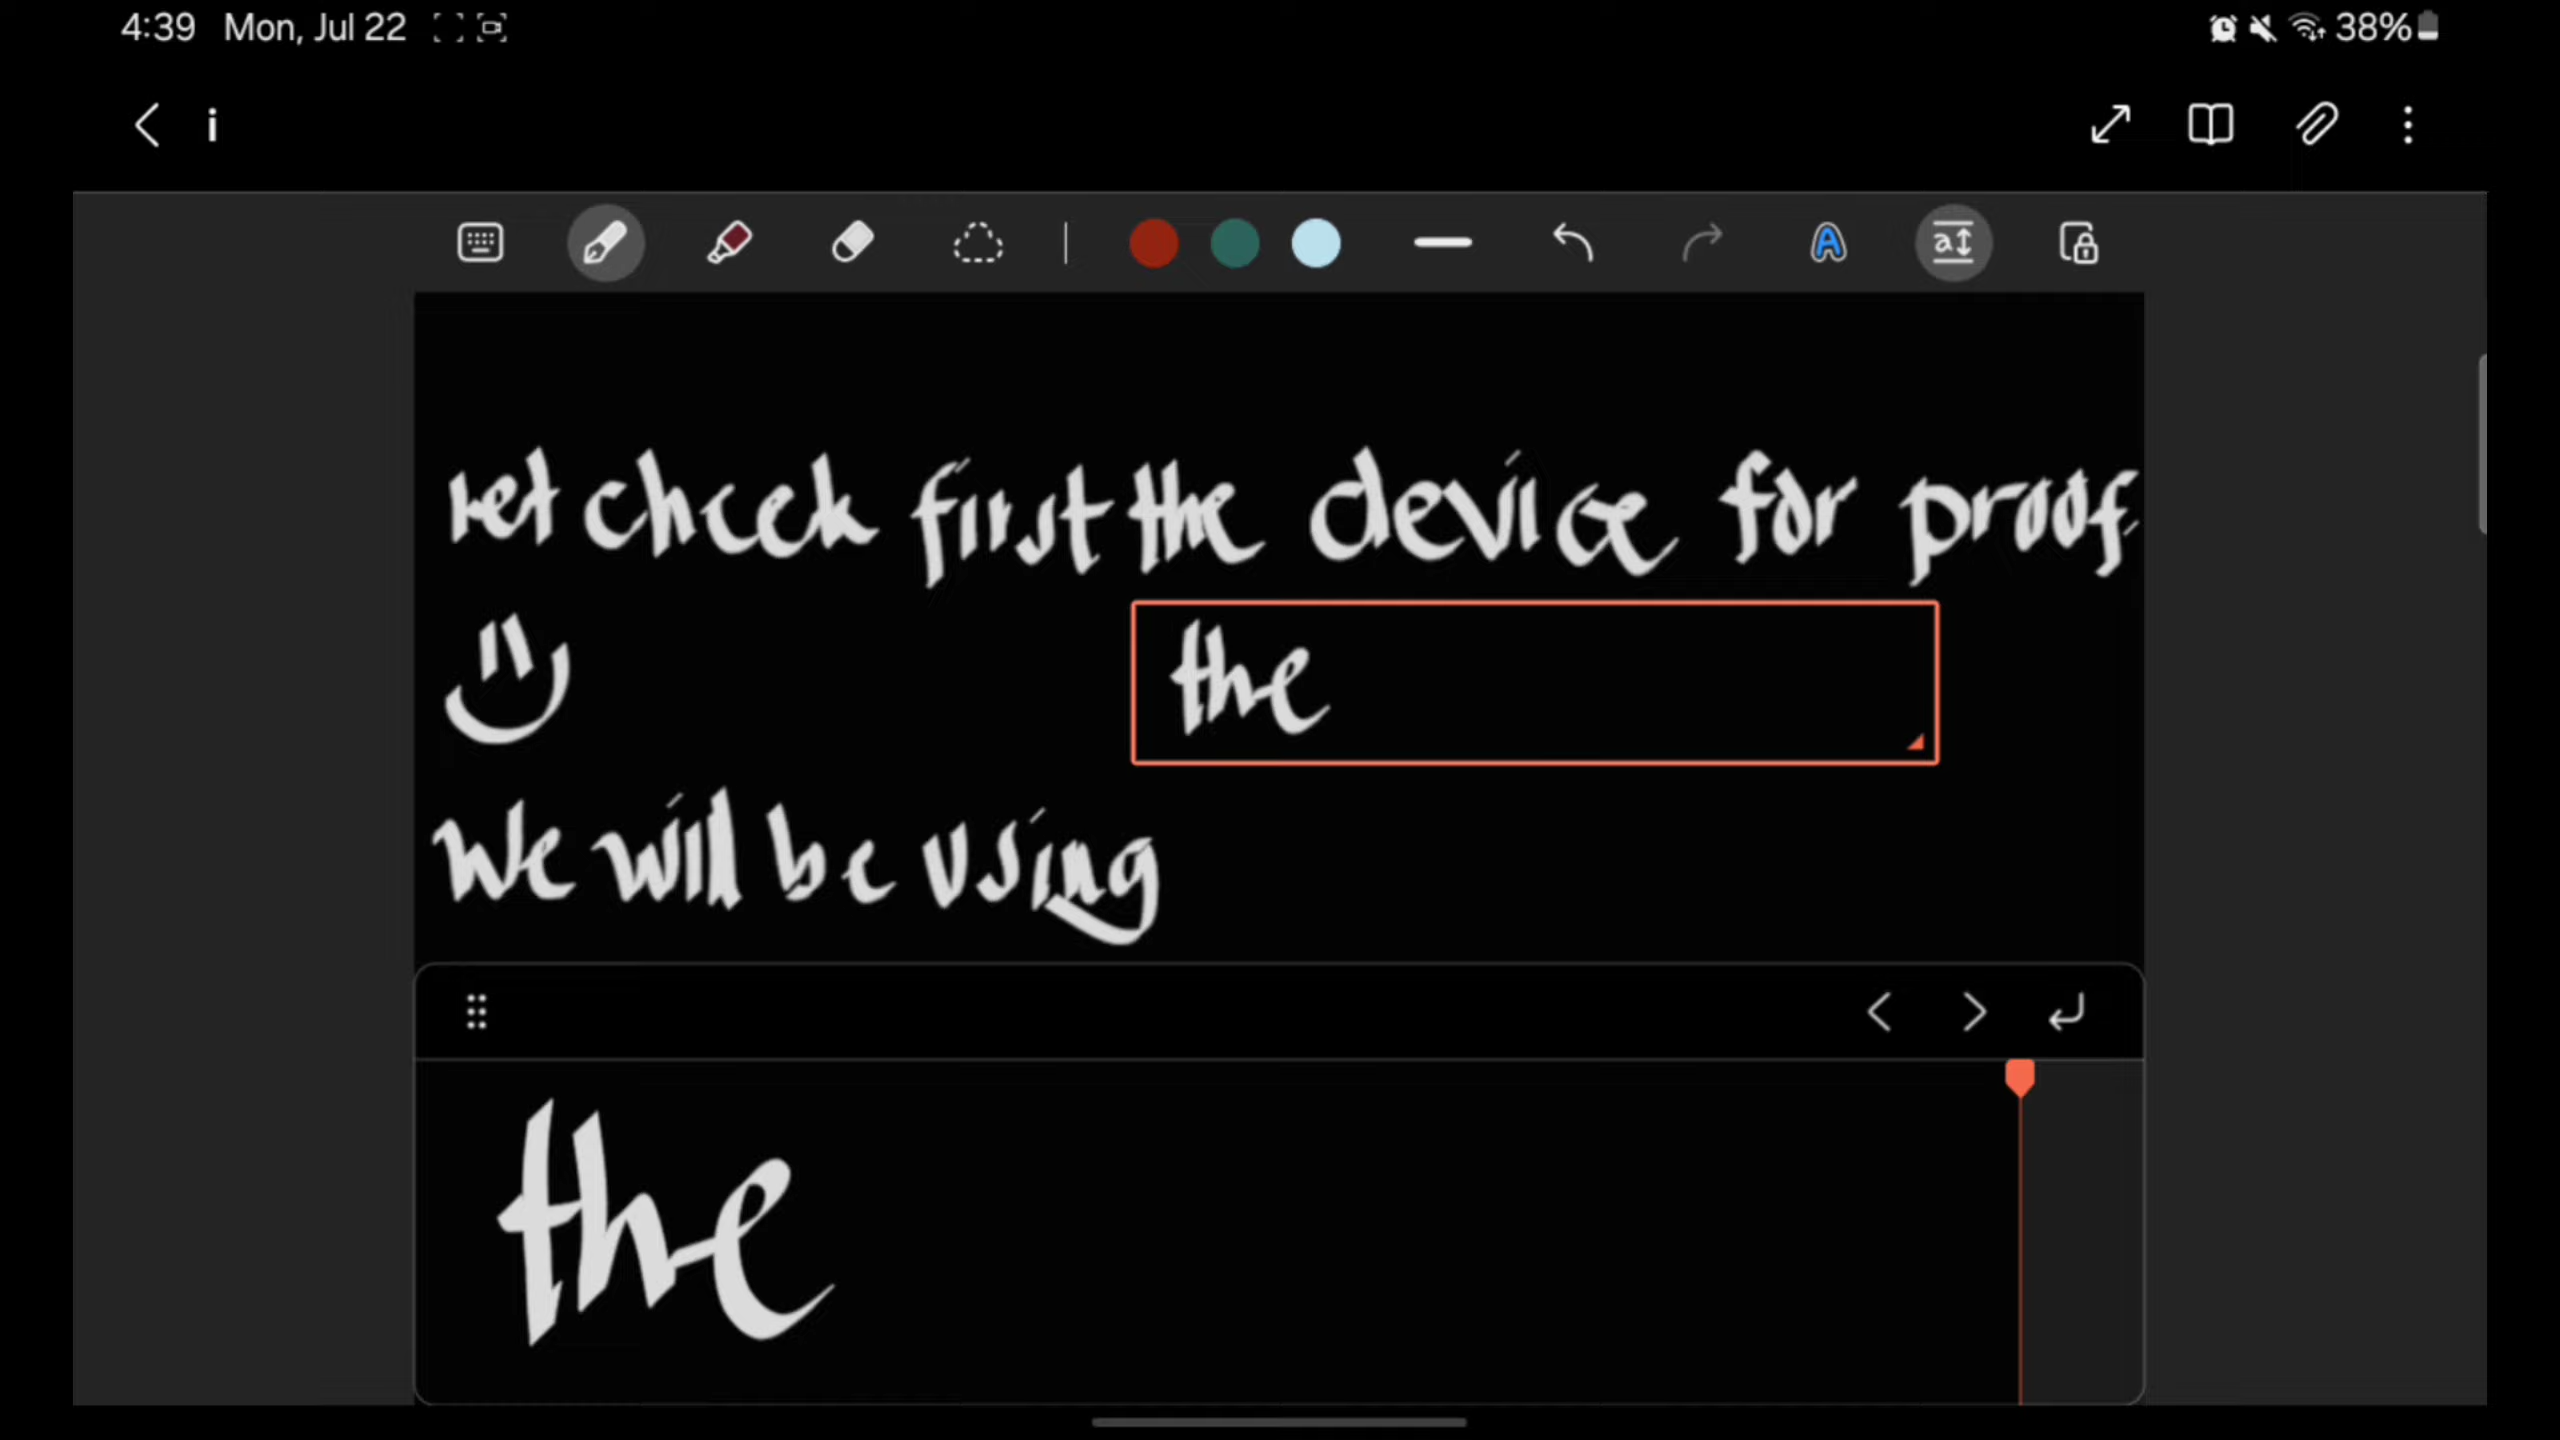 4:39 Mon, Jul 22 38%
i
Let check first the device for proof.
the
We will be using
the